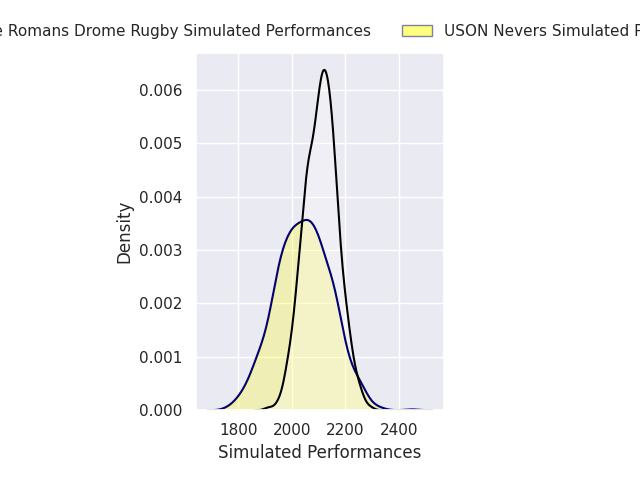 Romans Drome Rugby Simulated Performances
USON Nevers Simulated
0.006
0.005
0.004
0.003
0.002
0.001
0.000
Density
1800 2000 2200 2400
Simulated Performances